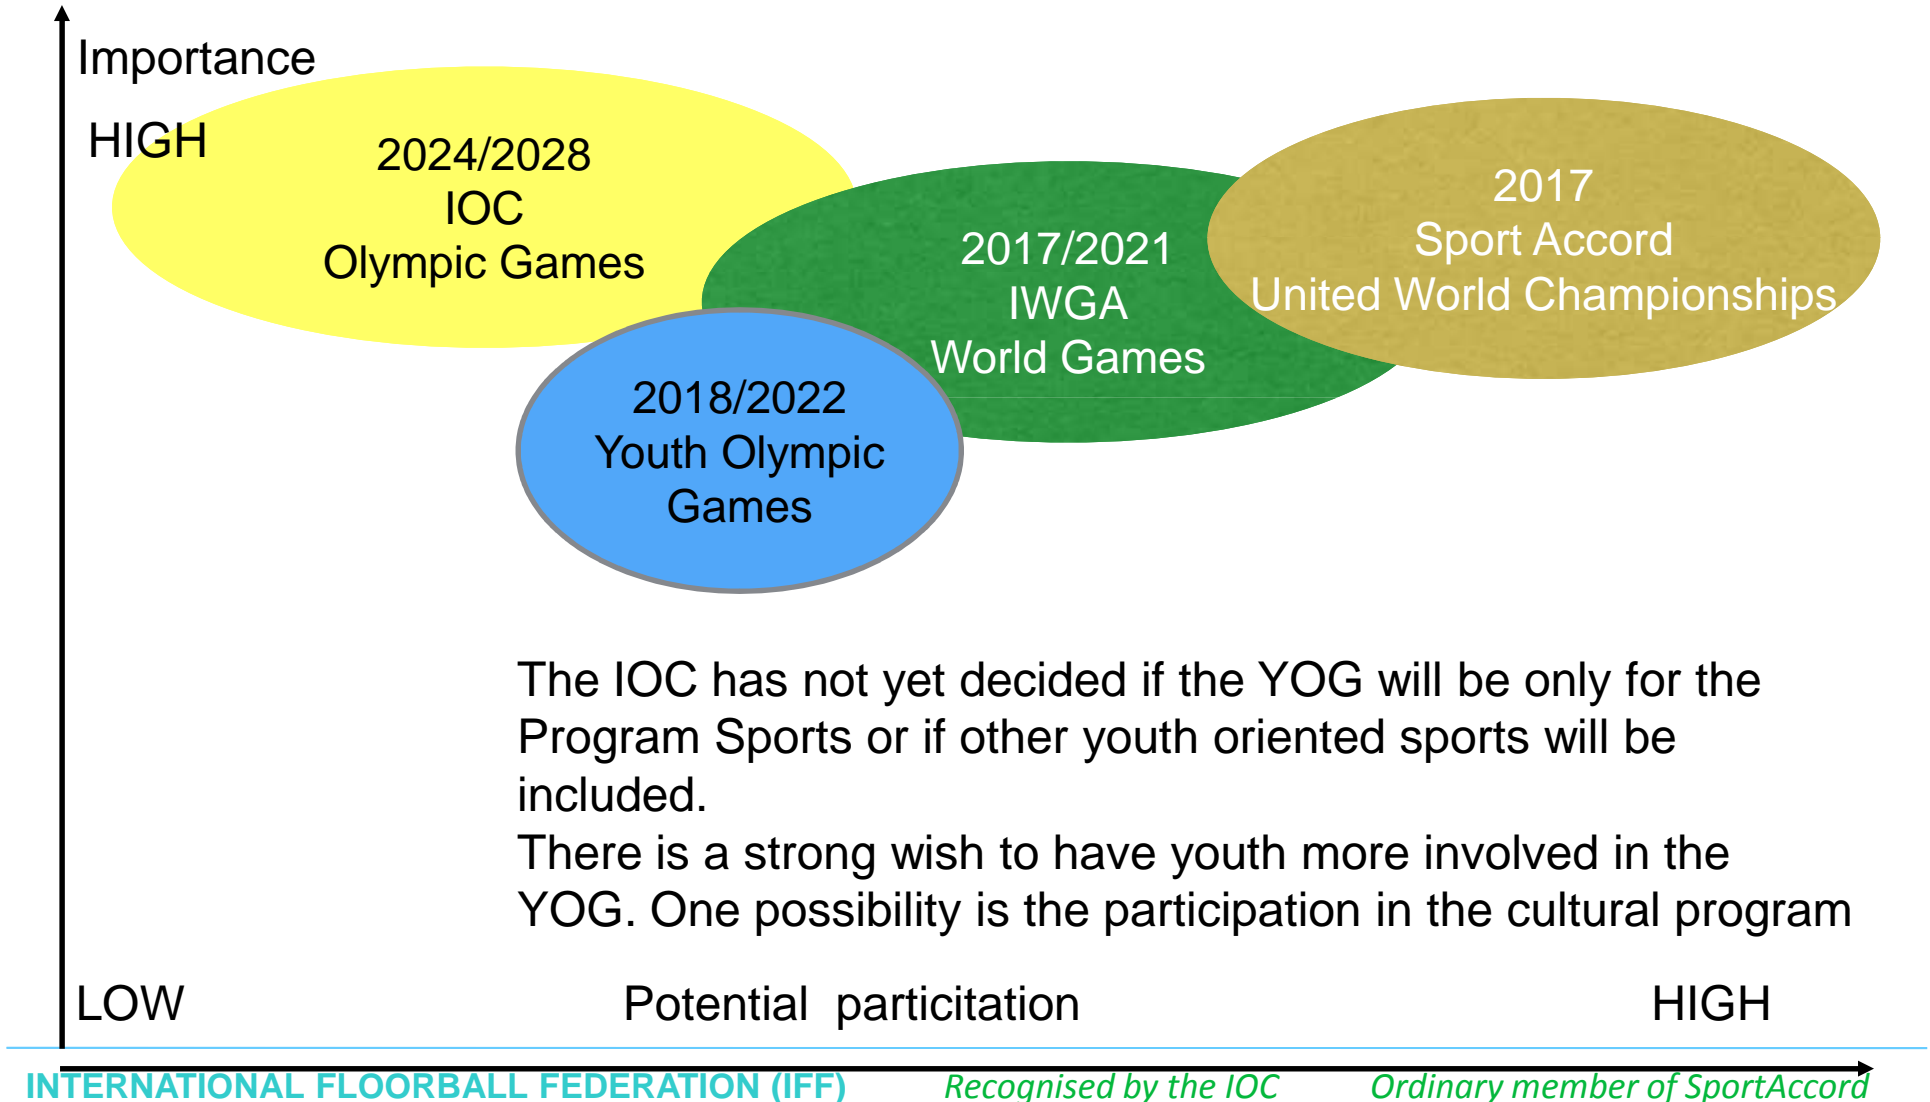 Importance
HIGH
2024/2028
IOC
Olympic Games
2017/2021
IWGA
World Games
2017
Sport Accord
United World Championships
2018/2022
Youth Olympic
Games
The IOC has not yet decided if the YOG will be only for the
Program Sports or if other youth oriented sports will be
included.
There is a strong wish to have youth more involved in the
YOG. One possibility is the participation in the cultural program
LOW
Potential particitation
HIGH
INTERNATIONAL FLOORBALL FEDERATION (IFF)
Recognised by the IOC
Ordinary member of SportAccord